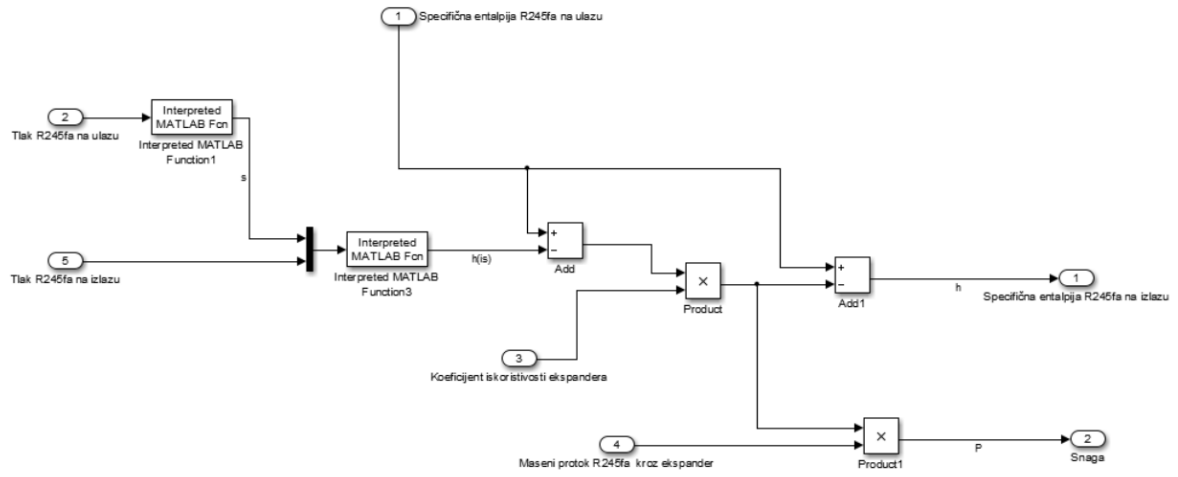 1
Specifična entalpija R245fa na ulazu
2
Tlak R245fa na ulazu
Interpreted
MATLAB Fcn
Interpreted MATLAB
Function1
s
5
Tlak R245fa na izlazu
Interpreted
MATLAB Fcn
Interpreted MATLAB
Function3
h(is)
+
−
Add
×
Product
3
Koeficijent iskoristivosti ekspandera
+
−
Add1
h
1
Specifična entalpija R245fa na izlazu
4
Maseni protok R245fa kroz ekspander
×
Product1
P
2
Snaga